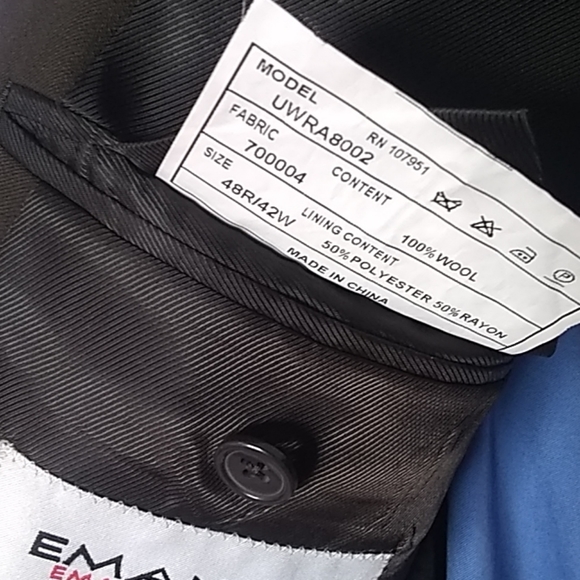 MODEL RN 107951
UWRA8002
FABRIC CONTENT
700004 100%WOOL
SIZE LINING CONTENT
48R/42W 50% POLYESTER 50% RAYON
MADE IN CHINA
P